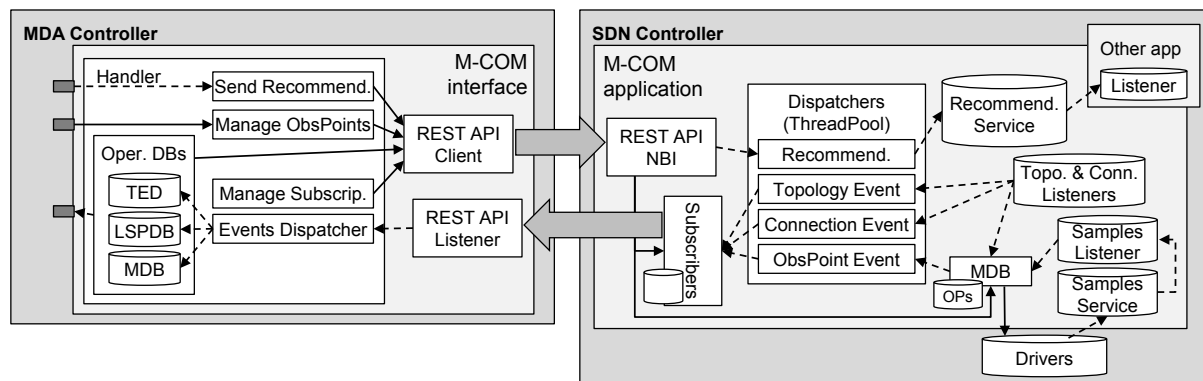 MDA Controller
M-COM
interface
Handler
Send Recommend.
Manage ObsPoints
Oper. DBs
TED
LSPDB
MDB
Manage Subscrip.
Events Dispatcher
REST API
Client
REST API
Listener
SDN Controller
M-COM
application
REST API
NBI
Subscribers
Dispatchers
(ThreadPool)
Recommend.
Topology Event
Connection Event
ObsPoint Event
Recommend.
Service
Other app
Listener
Topo. & Conn.
Listeners
Samples
Listener
MDB
OPs
Samples
Service
Drivers